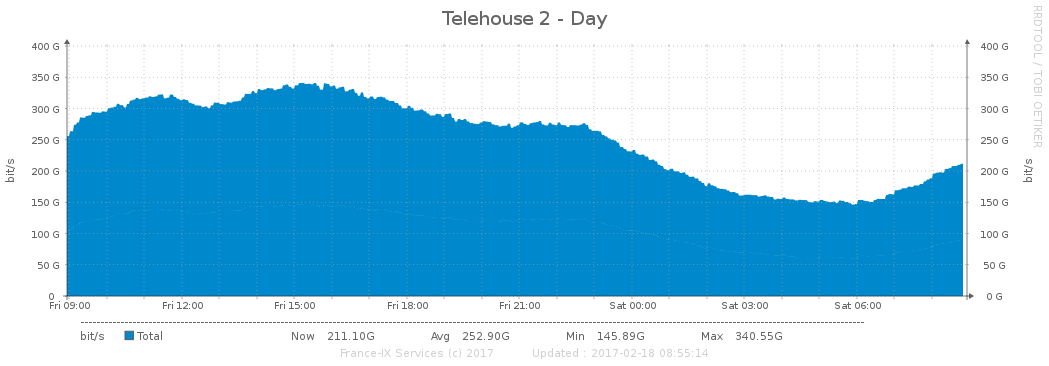 Telehouse 2 - Day
RRDTOOL / TOBI OETIKER
400 G 400 G
350 G 350 G
300 G 300 G
250 G 250 G
200 G 200 G
150 G 150 G
100 G 100 G
50 G 50 G
0 0 G
bit/s bit/s
Fri 09:00 Fri 12:00 Fri 15:00 Fri 18:00 Fri 21:00 Sat 00:00 Sat 03:00 Sat 06:00
bit/s Total Now 211.10G Avg 252.90G Min 145.89G Max 340.55G
France-IX Services (c) 2017 Updated : 2017-02-18 08:55:14